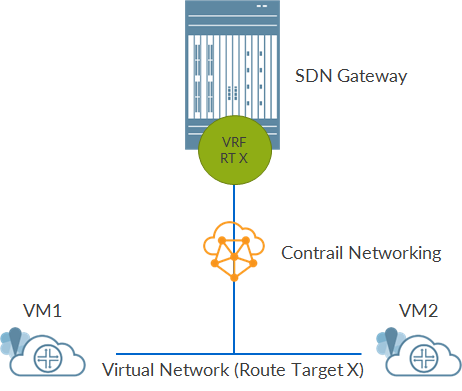 SDN Gateway
VRF
RT X
Contrail Networking
VM1
VM2
Virtual Network (Route Target X)